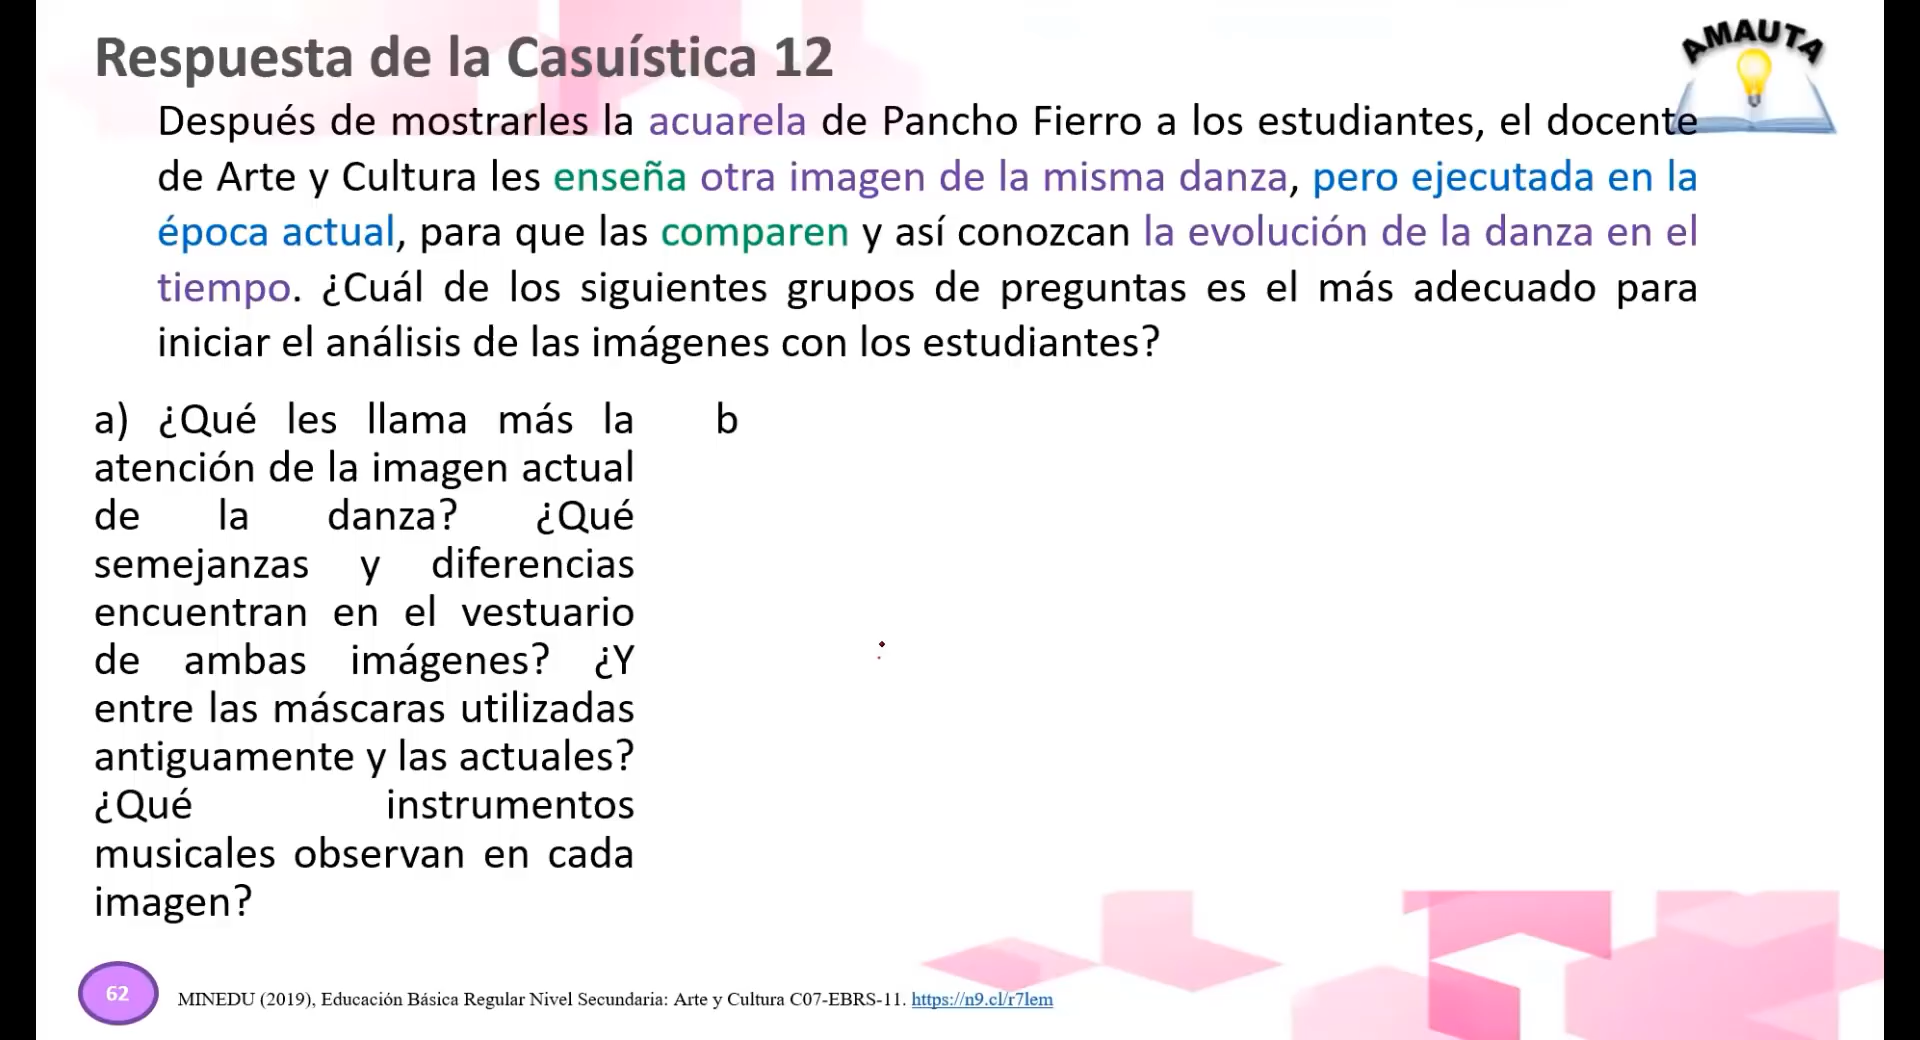 Respuesta de la Casuística 12
AMAUTA
Después de mostrarles la acuarela de Pancho Fierro a los estudiantes, el docente
de Arte y Cultura les enseña otra imagen de la misma danza, pero ejecutada en la
época actual, para que las comparen y así conozcan la evolución de la danza en el
tiempo. ¿Cuál de los siguientes grupos de preguntas es el más adecuado para
iniciar el análisis de las imágenes con los estudiantes?
a) ¿Qué les llama más la
atención de la imagen actual
de la danza? ¿Qué
semejanzas y diferencias
encuentran en el vestuario
de ambas imágenes? ¿Y
entre las máscaras utilizadas
antiguamente y las actuales?
¿Qué instrumentos
musicales observan en cada
imagen?
b
62
MINEDU (2019), Educación Básica Regular Nivel Secundaria: Arte y Cultura C07-EBRS-11. https://n9.cl/r7lem